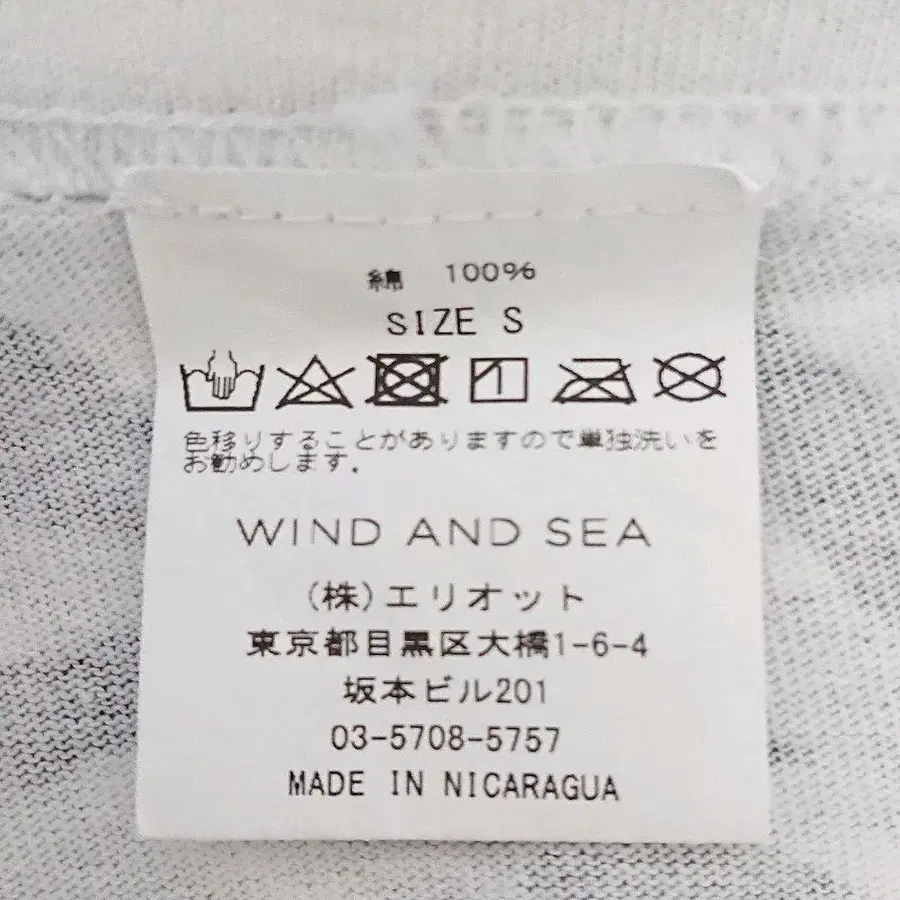 綿 100%
SIZE S
色移りすることがありますので単独洗いを
お勧めします。
WIND AND SEA
(株)エリオット
東京都目黒区大橋1-6-4
坂本ビル201
03-5708-5757
MADE IN NICARAGUA